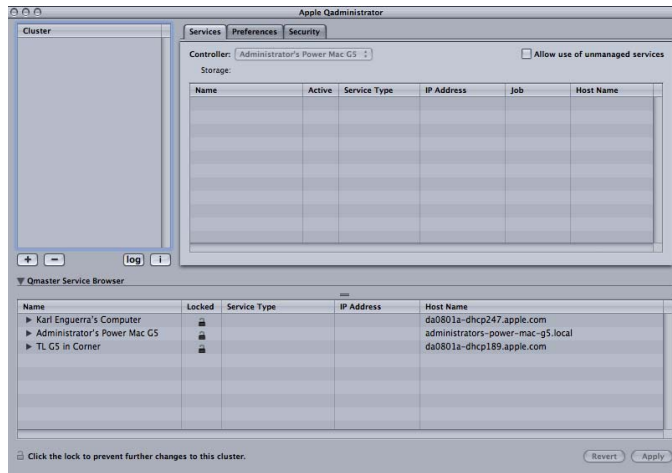 Apple Qadministrator
Cluster
Services Preferences Security
Controller: Administrator's Power Mac G5
Allow use of unmanaged services
Storage:
Name Active Service Type IP Address Job Host Name
+ − log i
Qmaster Service Browser
Name Locked Service Type IP Address Host Name
Karl Enguerra's Computer da0801a-dhcp247.apple.com
Administrator's Power Mac G5 administrators-power-mac-g5.local
TL G5 in Corner da0801a-dhcp189.apple.com
Click the lock to prevent further changes to this cluster.
Revert Apply